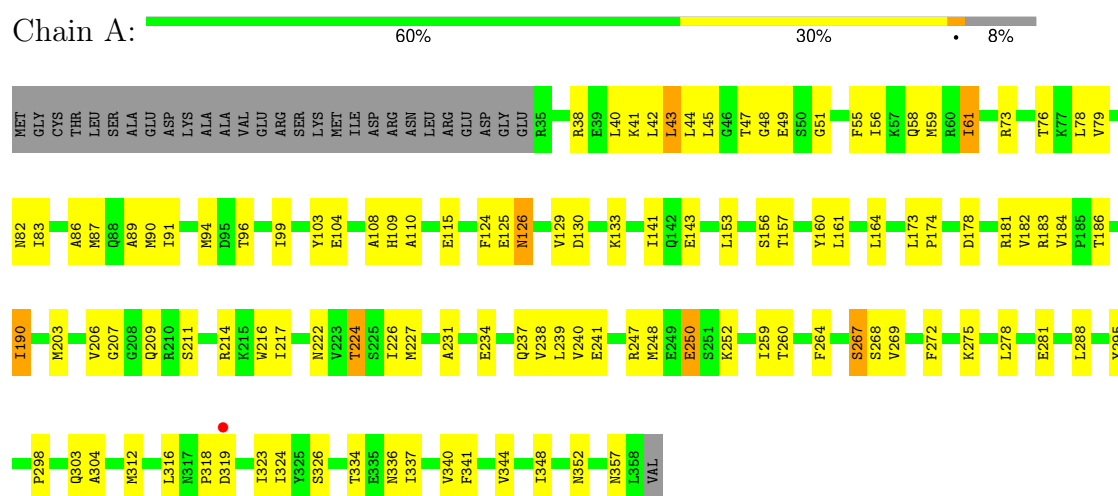 Chain A:
60% 30% • 8%
MET GLY CYS THR LEU SER ALA GLU ASP LYS ALA ALA VAL GLU ARG SER LYS MET ILE ASP ARG ASN LEU ARG GLU ASP GLY GLU R35 R38 E39 L40 K41 L42 L43 L44 L45 G46 T47 G48 E49 S50 G51 F55 I56 K57 Q58 M59 R60 I61 R73 T76 K77 L78 V79
N82 I83 A86 M87 Q88 A89 M90 I91 M94 D95 T96 I99 Y103 E104 A108 H109 A110 E115 F124 E125 N126 V129 D130 K133 I141 Q142 E143 L153 S156 T157 Y160 L161 L164 L173 P174 D178 R181 V182 R183 V184 P185 T186
I190 M203 V206 G207 G208 Q209 R210 S211 R214 K215 W216 I217 N222 V223 T224 S225 I226 M227 A231 E234 Q237 V238 L239 V240 E241 R247 M248 E249 E250 S251 K252 I259 T260 F264 S267 S268 V269 F272 K275 L278 E281 L288
P298 Q303 A304 M312 L316 N317 P318 D319 I323 I324 Y325 S326 T334 E335 N336 I337 V340 F341 V344 I348 N352 N357 L358 VAL